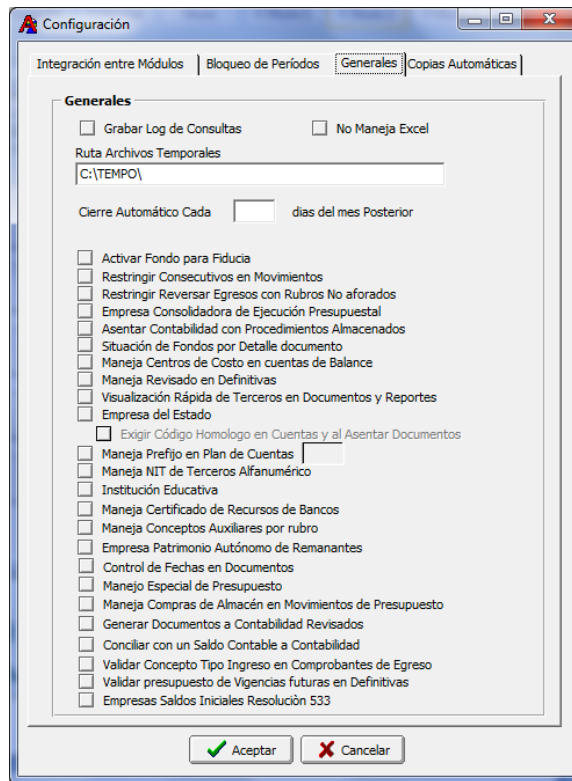 Configuración
Integración entre Módulos
Bloqueo de Períodos
Generales
Copias Automáticas
Generales
Grabar Log de Consultas
No Maneja Excel
Ruta Archivos Temporales
C:\TEMPO\
Cierre Automático Cada dias del mes Posterior
Activar Fondo para Fiducia
Restringir Consecutivos en Movimientos
Restringir Reversar Egresos con Rubros No aforados
Empresa Consolidadora de Ejecución Presupuestal
Asentar Contabilidad con Procedimientos Almacenados
Situación de Fondos por Detalle documento
Maneja Centros de Costo en cuentas de Balance
Maneja Revisado en Definitivas
Visualización Rápida de Terceros en Documentos y Reportes
Empresa del Estado
Exigir Código Homologo en Cuentas y al Asentar Documentos
Maneja Prefijo en Plan de Cuentas
Maneja NIT de Terceros Alfanumérico
Institución Educativa
Maneja Certificado de Recursos de Bancos
Maneja Conceptos Auxiliares por rubro
Empresa Patrimonio Autónomo de Remanantes
Control de Fechas en Documentos
Manejo Especial de Presupuesto
Maneja Compras de Almacén en Movimientos de Presupuesto
Generar Documentos a Contabilidad Revisados
Conciliar con un Saldo Contable a Contabilidad
Validar Concepto Tipo Ingreso en Comprobantes de Egreso
Validar presupuesto de Vigencias futuras en Definitivas
Empresas Saldos Iniciales Resoluciòn 533
Aceptar
Cancelar